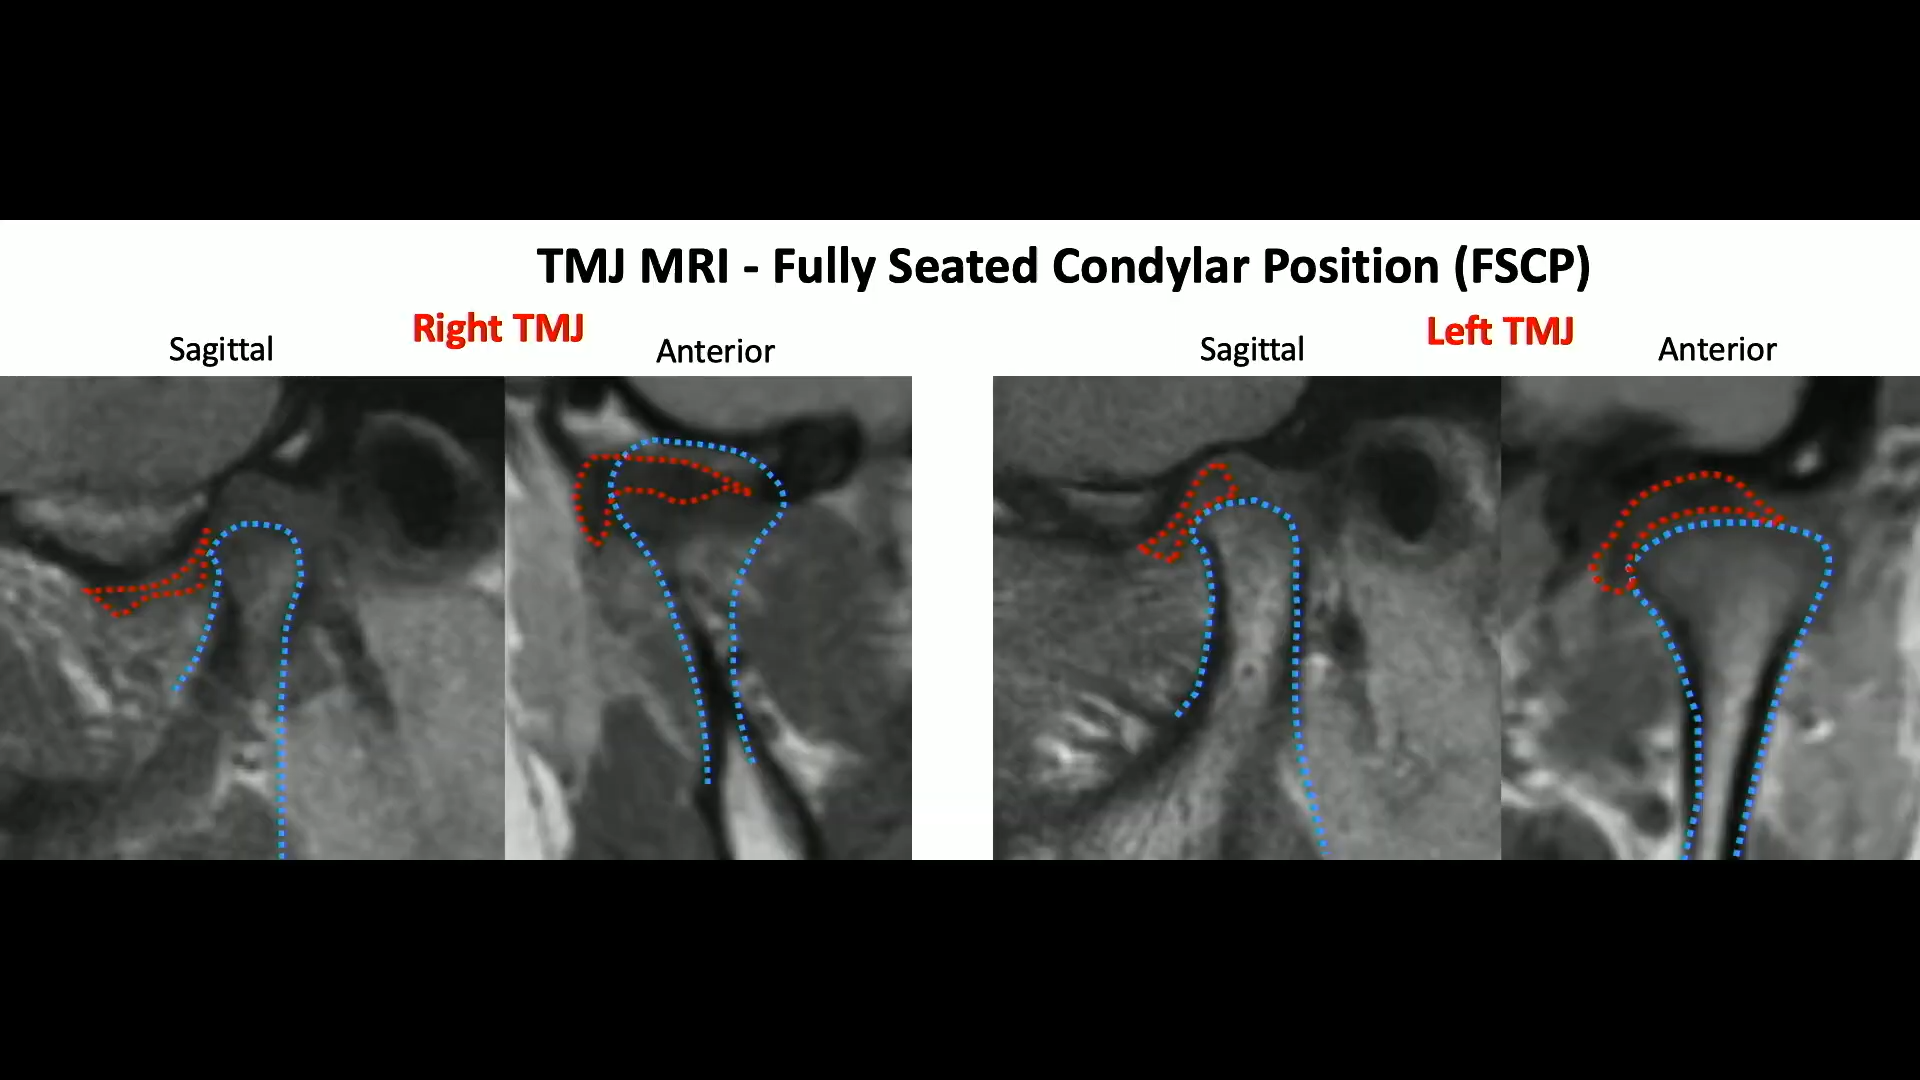 TMJ MRI - Fully Seated Condylar Position (FSCP)
Right TMJ
Left TMJ
Sagittal
Anterior
Sagittal
Anterior